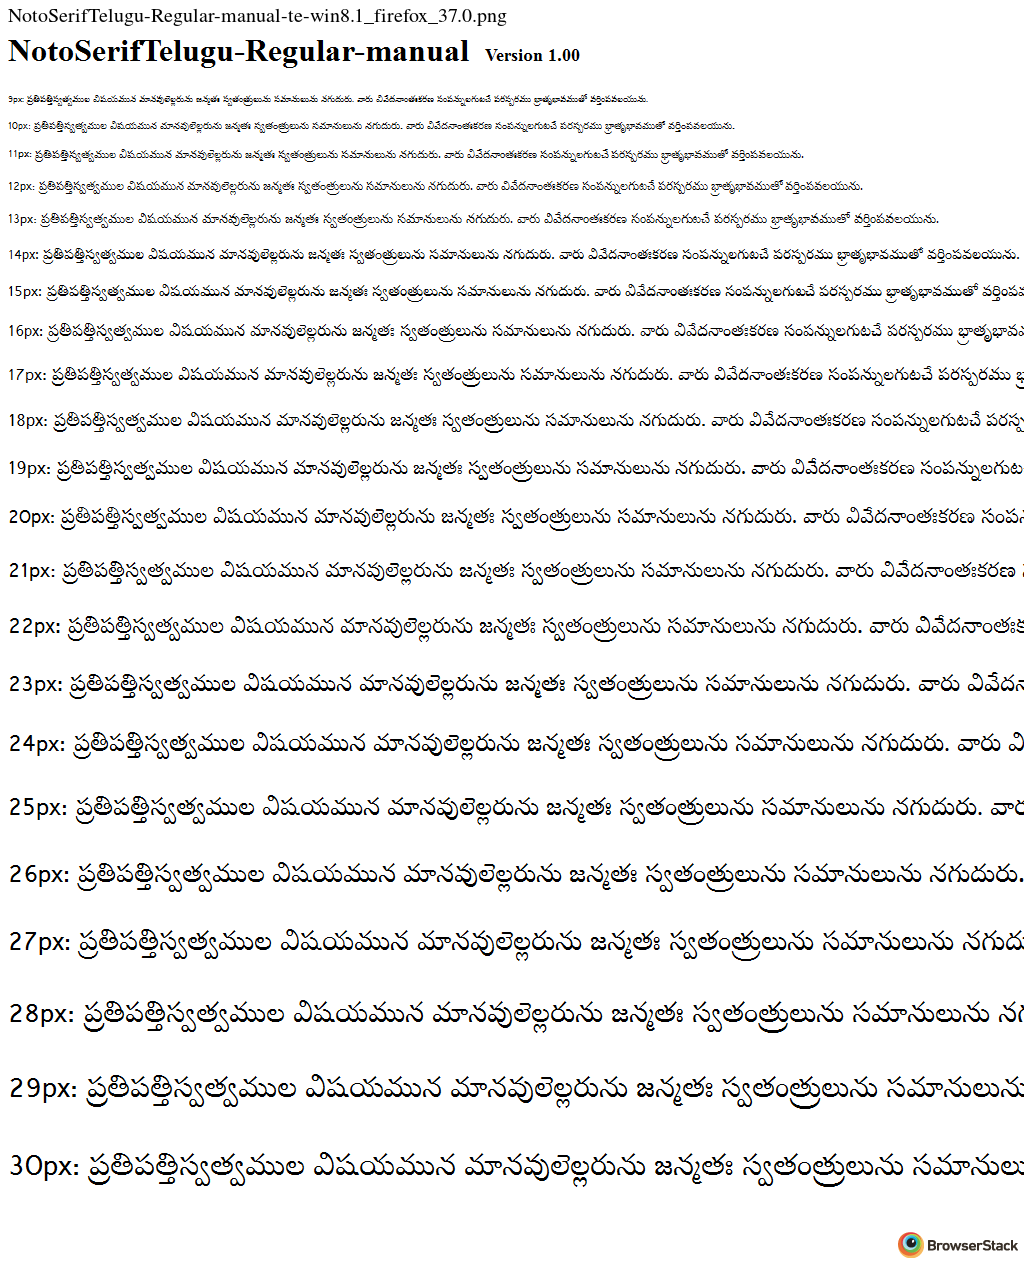 NotoSerifTelugu-Regular-manual-te-win8.1_firefox_37.0.png
NotoSerifTelugu-Regular-manual Version 1.00
9px: ప్రతిపత్తిస్వత్వముల విషయమున మానవులెల్లరును జన్మతః స్వతంత్రులును సమానులును నగుదురు. వారు వివేదనాంతఃకరణ సంపన్నులగుటచే పరస్పరము భ్రాతృభావముతో వర్తింపవలయును.
10px: ప్రతిపత్తిస్వత్వముల విషయమున మానవులెల్లరును జన్మతః స్వతంత్రులును సమానులును నగుదురు. వారు వివేదనాంతఃకరణ సంపన్నులగుటచే పరస్పరము భ్రాతృభావముతో వర్తింపవలయును.
11px: ప్రతిపత్తిస్వత్వముల విషయమున మానవులెల్లరును జన్మతః స్వతంత్రులును సమానులును నగుదురు. వారు వివేదనాంతఃకరణ సంపన్నులగుటచే పరస్పరము భ్రాతృభావముతో వర్తింపవలయును.
12px: ప్రతిపత్తిస్వత్వముల విషయమున మానవులెల్లరును జన్మతః స్వతంత్రులును సమానులును నగుదురు. వారు వివేదనాంతఃకరణ సంపన్నులగుటచే పరస్పరము భ్రాతృభావముతో వర్తింపవలయును.
13px: ప్రతిపత్తిస్వత్వముల విషయమున మానవులెల్లరును జన్మతః స్వతంత్రులును సమానులును నగుదురు. వారు వివేదనాంతఃకరణ సంపన్నులగుటచే పరస్పరము భ్రాతృభావముతో వర్తింపవలయును.
14px: ప్రతిపత్తిస్వత్వముల విషయమున మానవులెల్లరును జన్మతః స్వతంత్రులును సమానులును నగుదురు. వారు వివేదనాంతఃకరణ సంపన్నులగుటచే పరస్పరము భ్రాతృభావముతో వర్తింపవలయును.
15px: ప్రతిపత్తిస్వత్వముల విషయమున మానవులెల్లరును జన్మతః స్వతంత్రులును సమానులును నగుదురు. వారు వివేదనాంతఃకరణ సంపన్నులగుటచే పరస్పరము భ్రాతృభావముతో వర్తింపవ
16px: ప్రతిపత్తిస్వత్వముల విషయమున మానవులెల్లరును జన్మతః స్వతంత్రులును సమానులును నగుదురు. వారు వివేదనాంతఃకరణ సంపన్నులగుటచే పరస్పరము భ్రాతృభావమ
17px: ప్రతిపత్తిస్వత్వముల విషయమున మానవులెల్లరును జన్మతః స్వతంత్రులును సమానులును నగుదురు. వారు వివేదనాంతఃకరణ సంపన్నులగుటచే పరస్పరము
18px: ప్రతిపత్తిస్వత్వముల విషయమున మానవులెల్లరును జన్మతః స్వతంత్రులును సమానులును నగుదురు. వారు వివేదనాంతఃకరణ సంపన్నులగుటచే పరస్ప
19px: ప్రతిపత్తిస్వత్వముల విషయమున మానవులెల్లరును జన్మతః స్వతంత్రులును సమానులును నగుదురు. వారు వివేదనాంతఃకరణ సంపన్నులగుట
20px: ప్రతిపత్తిస్వత్వముల విషయమున మానవులెల్లరును జన్మతః స్వతంత్రులును సమానులును నగుదురు. వారు వివేదనాంతఃకరణ సంపన
21px: ప్రతిపత్తిస్వత్వముల విషయమున మానవులెల్లరును జన్మతః స్వతంత్రులును సమానులును నగుదురు. వారు వివేదనాంతఃకరణ
22px: ప్రతిపత్తిస్వత్వముల విషయమున మానవులెల్లరును జన్మతః స్వతంత్రులును సమానులును నగుదురు. వారు వివేదనాంతఃక
23px: ప్రతిపత్తిస్వత్వముల విషయమున మానవులెల్లరును జన్మతః స్వతంత్రులును సమానులును నగుదురు. వారు వివేదన
24px: ప్రతిపత్తిస్వత్వముల విషయమున మానవులెల్లరును జన్మతః స్వతంత్రులును సమానులును నగుదురు. వారు వి
25px: ప్రతిపత్తిస్వత్వముల విషయమున మానవులెల్లరును జన్మతః స్వతంత్రులును సమానులును నగుదురు. వార
26px: ప్రతిపత్తిస్వత్వముల విషయమున మానవులెల్లరును జన్మతః స్వతంత్రులును సమానులును నగుదురు.
27px: ప్రతిపత్తిస్వత్వముల విషయమున మానవులెల్లరును జన్మతః స్వతంత్రులును సమానులును నగుదు
28px: ప్రతిపత్తిస్వత్వముల విషయమున మానవులెల్లరును జన్మతః స్వతంత్రులును సమానులును నగ
29px: ప్రతిపత్తిస్వత్వముల విషయమున మానవులెల్లరును జన్మతః స్వతంత్రులును సమానులును
30px: ప్రతిపత్తిస్వత్వముల విషయమున మానవులెల్లరును జన్మతః స్వతంత్రులును సమానులు
BrowserStack